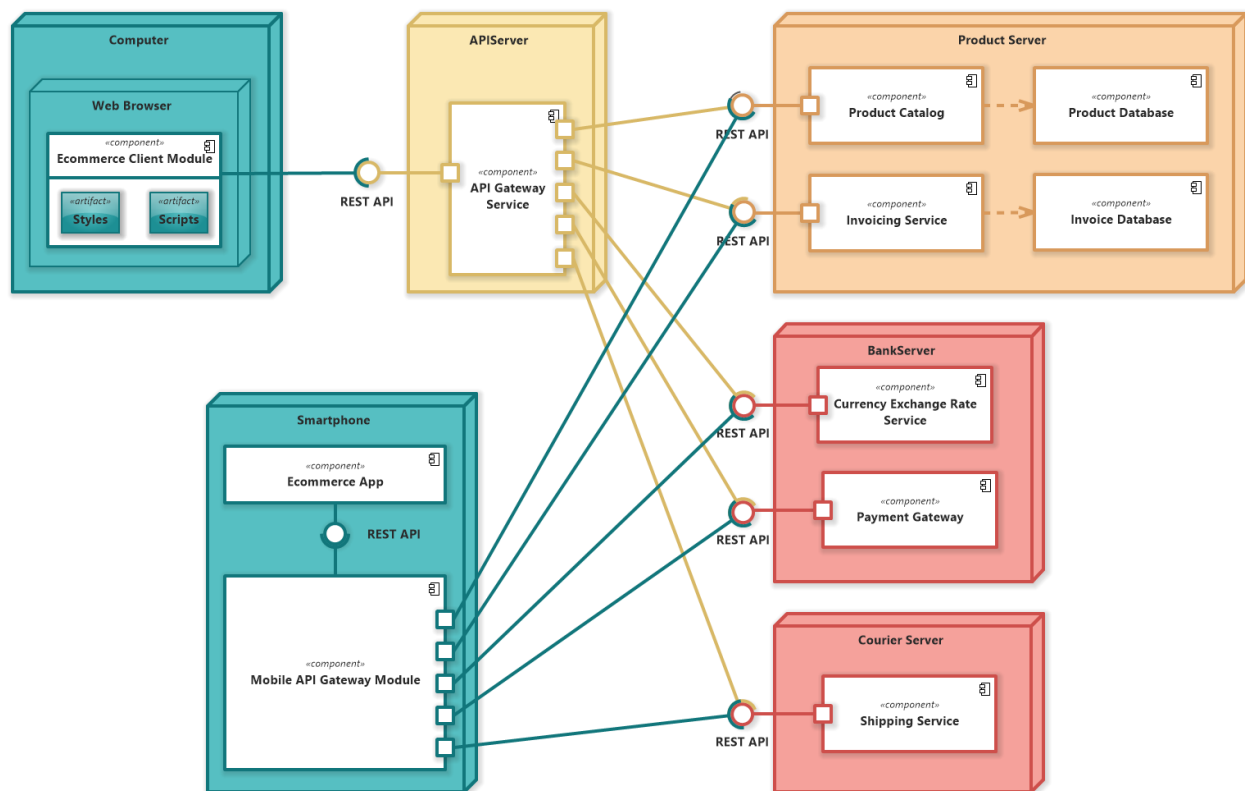 Computer
Web Browser
«component»
Ecommerce Client Module
«artifact»
Styles
«artifact»
Scripts
REST API
APIServer
«component»
API Gateway
Service
REST API
REST API
Product Server
«component»
Product Catalog
«component»
Product Database
«component»
Invoicing Service
«component»
Invoice Database
BankServer
«component»
Currency Exchange Rate
Service
REST API
«component»
Payment Gateway
REST API
Smartphone
«component»
Ecommerce App
REST API
«component»
Mobile API Gateway Module
Courier Server
«component»
Shipping Service
REST API